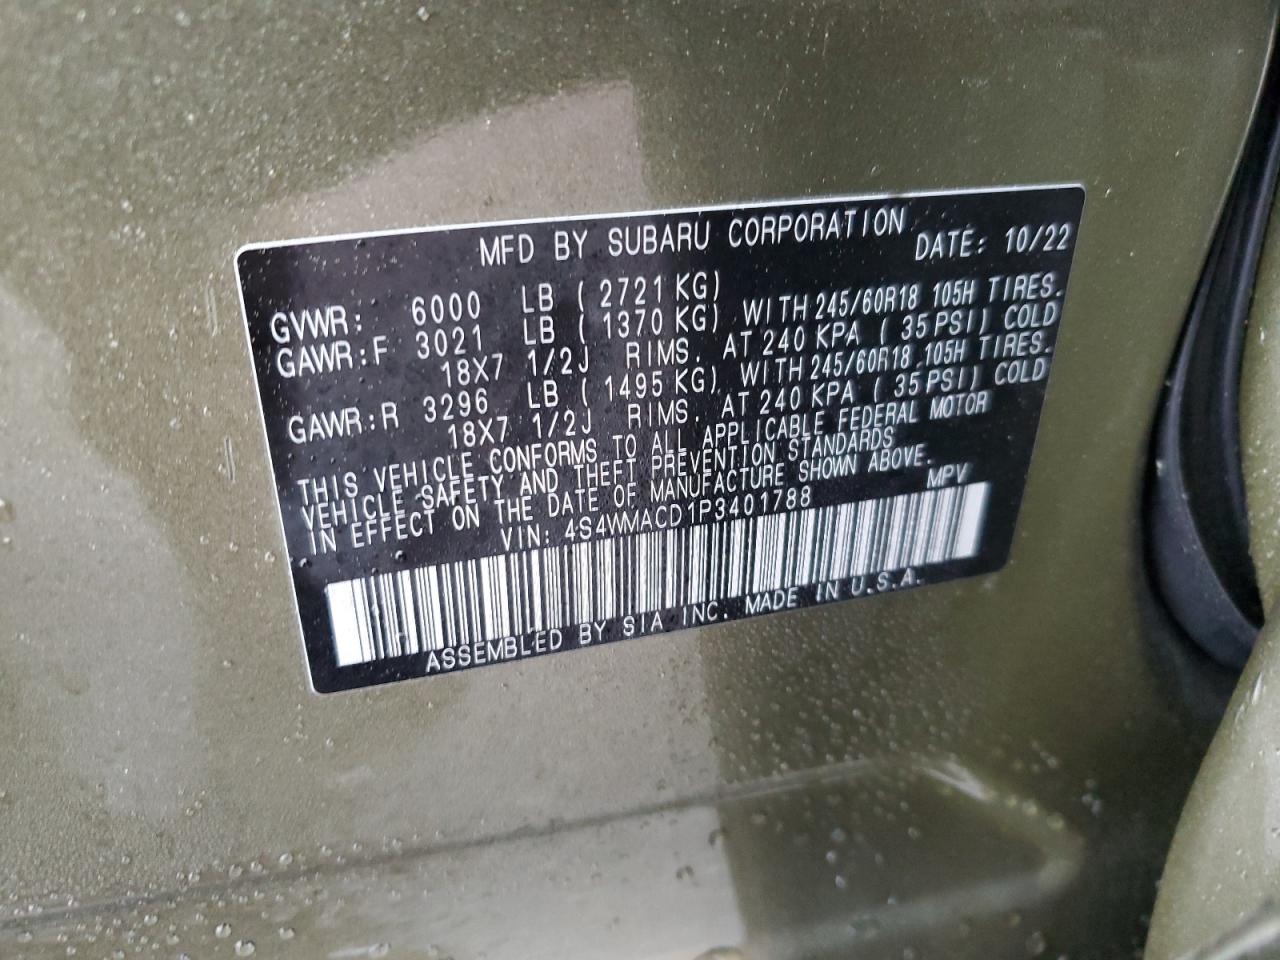 MFD BY SUBARU CORPORATION DATE: 10/22
GVWR: 6000 LB ( 2721 KG)
GAWR:F 3021 LB ( 1370 KG) WITH 245/60R18 105H TIRES.
18X7 1/2J RIMS. AT 240 KPA ( 35 PSI) COLD
GAWR:R 3296 LB ( 1495 KG) WITH 245/60R18 105H TIRES.
18X7 1/2J RIMS. AT 240 KPA ( 35 PSI) COLD
THIS VEHICLE CONFORMS TO ALL APPLICABLE FEDERAL MOTOR
VEHICLE SAFETY AND THEFT PREVENTION STANDARDS
IN EFFECT ON THE DATE OF MANUFACTURE SHOWN ABOVE.
VIN: 4S4WMACD1P3401788 MPV
ASSEMBLED BY SIA INC. MADE IN U.S.A.